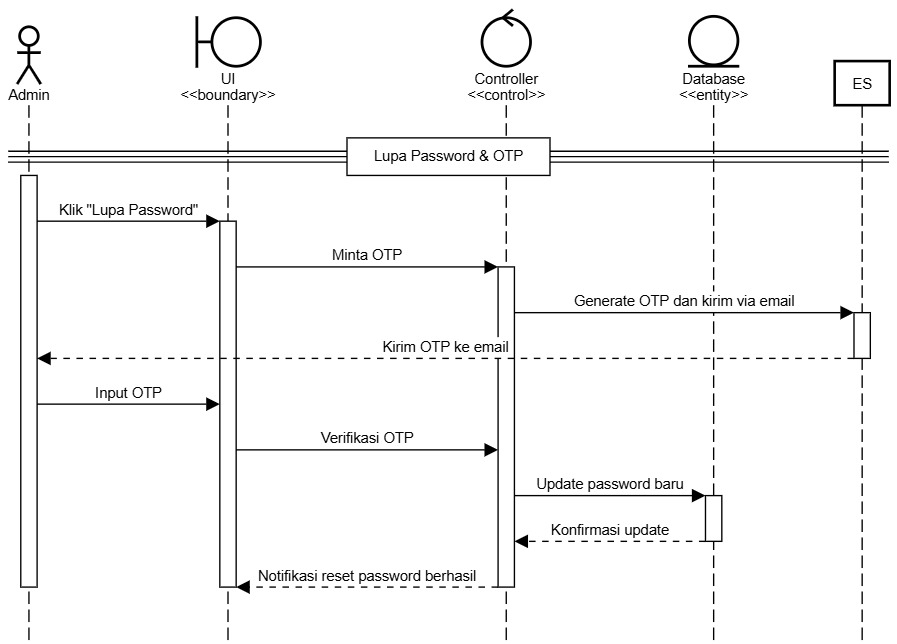 Admin
UI
<<boundary>>
Controller
<<control>>
Database
<<entity>>
ES
Lupa Password & OTP
Klik "Lupa Password"
Minta OTP
Generate OTP dan kirim via email
Kirim OTP ke email
Input OTP
Verifikasi OTP
Update password baru
Konfirmasi update
Notifikasi reset password berhasil